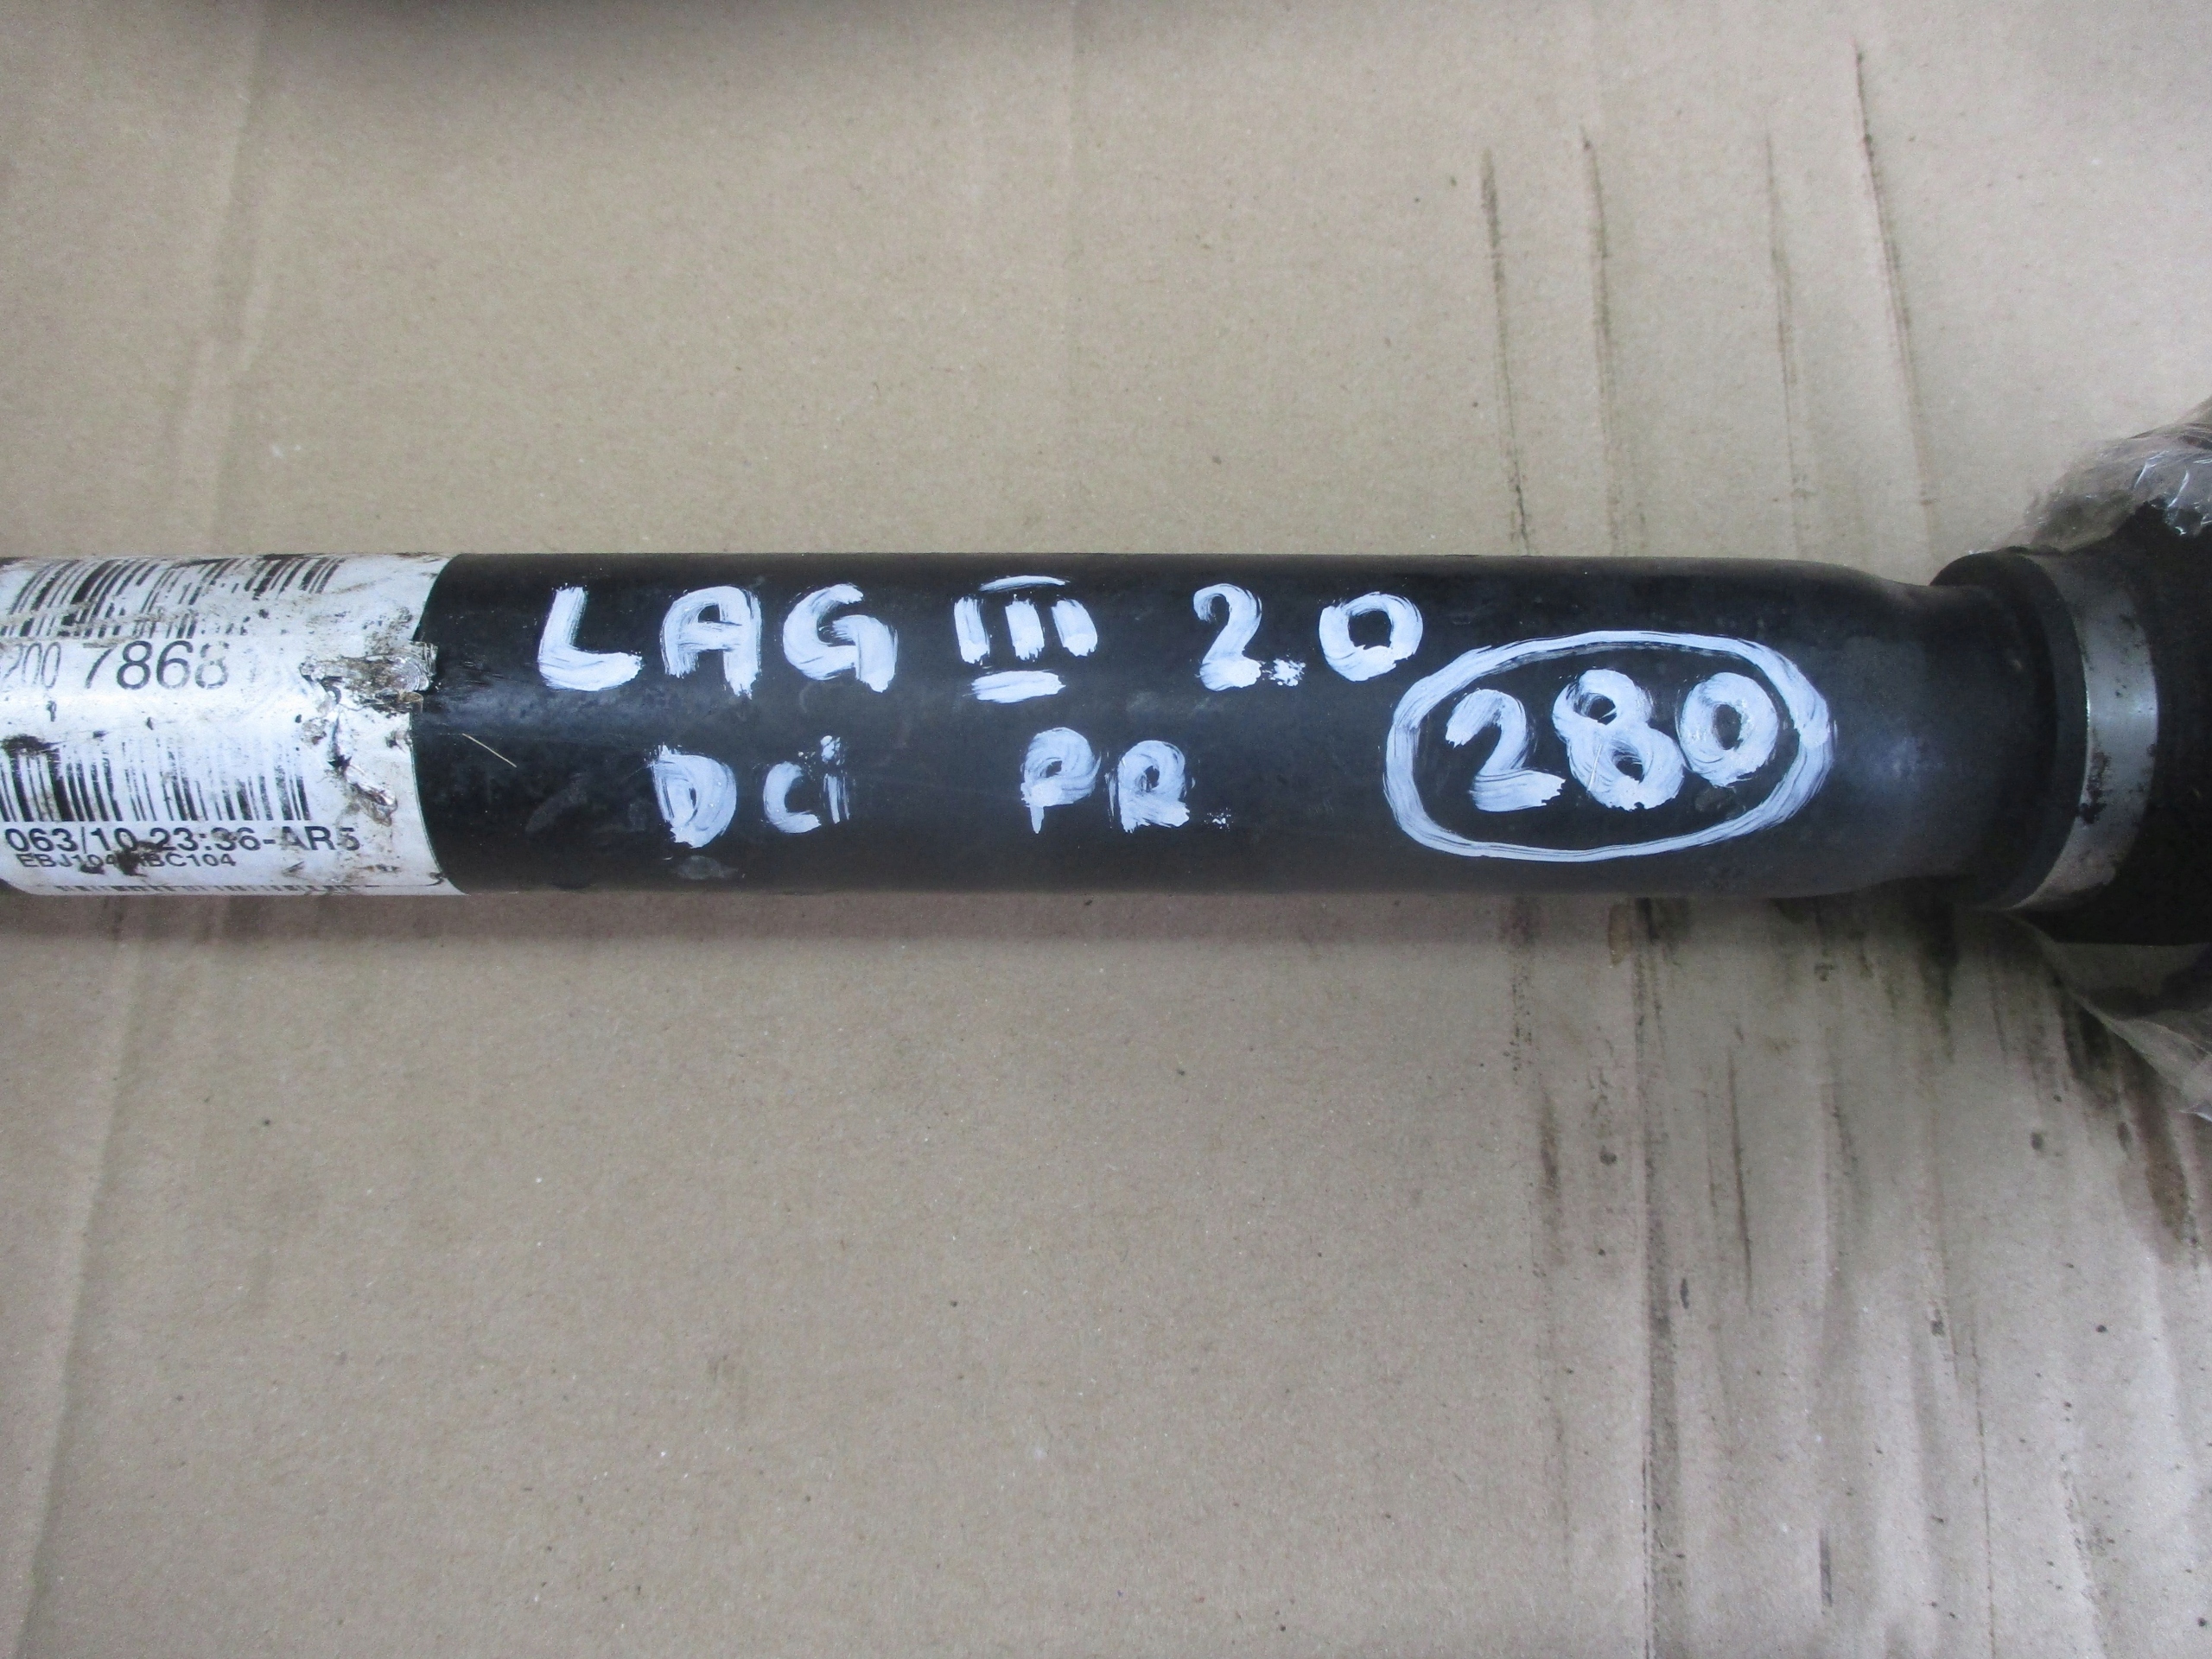 LAG III 2.0
DCi PR.
280
200 7868
063/10 23:36-AR5